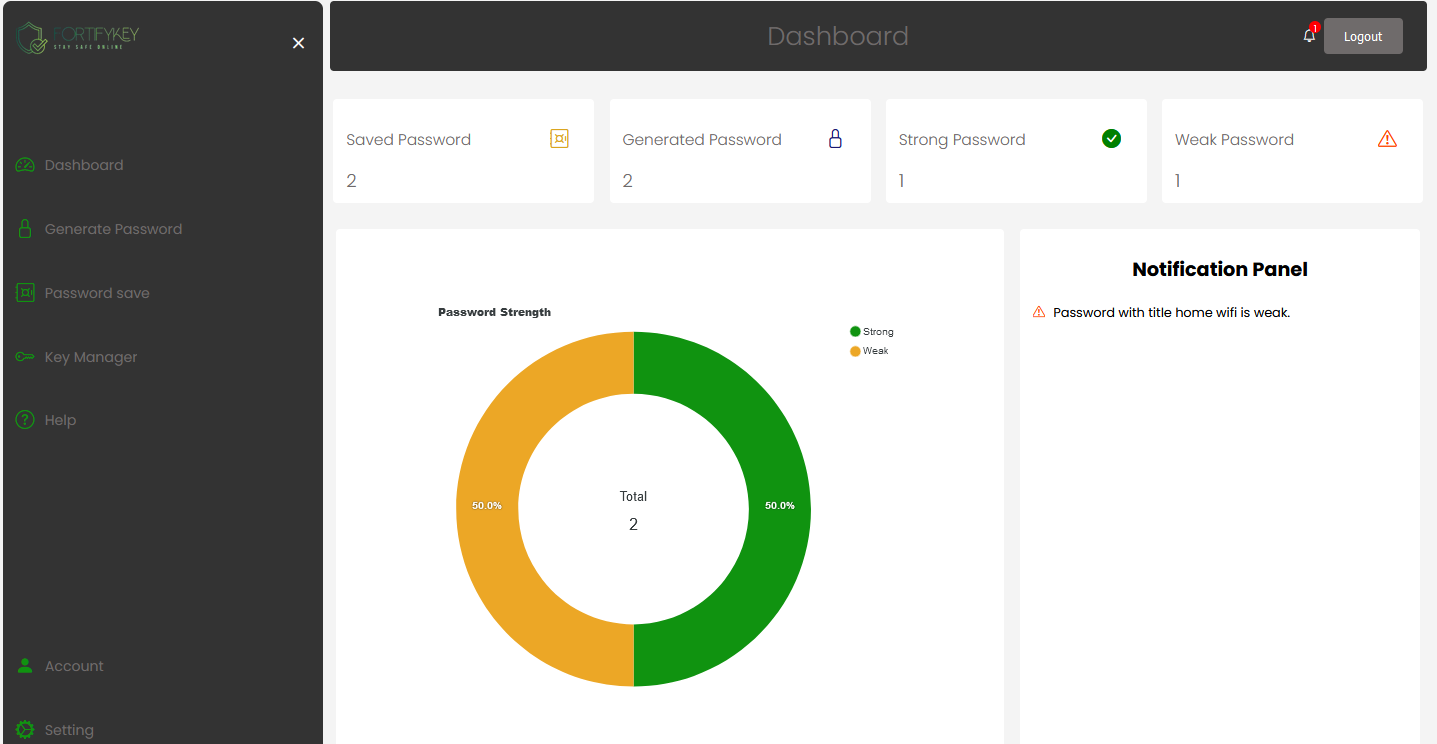 FORTIFYKEY
STAY SAFE ONLINE
Dashboard
Generate Password
Password save
Key Manager
Help
Account
Setting
Dashboard
1
Logout
Saved Password
2
Generated Password
2
Strong Password
1
Weak Password
1
Password Strength
Strong
Weak
50.0%
50.0%
Total
2
Notification Panel
Password with title home wifi is weak.